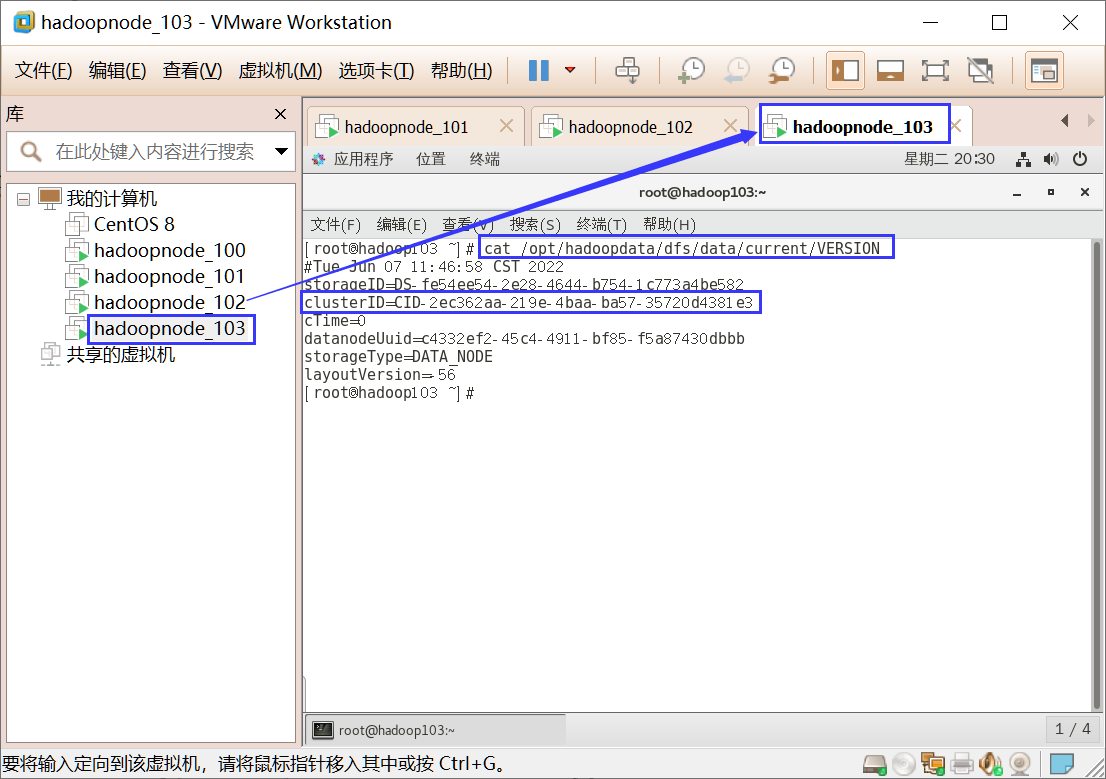 hadoopnode_103 - VMware Workstation
文件(F) 编辑(E) 查看(V) 虚拟机(M) 选项卡(T) 帮助(H)
库
在此处键入内容进行搜索
我的计算机
CentOS 8
hadoopnode_100
hadoopnode_101
hadoopnode_102
hadoopnode_103
共享的虚拟机
hadoopnode_101 hadoopnode_102 hadoopnode_103
应用程序 位置 终端 星期二 20:30
root@hadoop103:~
文件(F) 编辑(E) 查看(V) 搜索(S) 终端(T) 帮助(H)
[root@hadoop103 ~]# cat /opt/hadoopdata/dfs/data/current/VERSION
#Tue Jun 07 11:46:58 CST 2022
storageID=DS-fe54ee54-2e28-4644-b754-1c773a4be582
clusterID=CID-2ec362aa-219e-4baa-ba57-35720d4381e3
cTime=0
datanodeUuid=c4332ef2-45c4-4911-bf85-f5a87430dbbb
storageType=DATA_NODE
layoutVersion=-56
[root@hadoop103 ~]#
root@hadoop103:~ 1 / 4
要将输入定向到该虚拟机，请将鼠标指针移入其中或按 Ctrl+G。